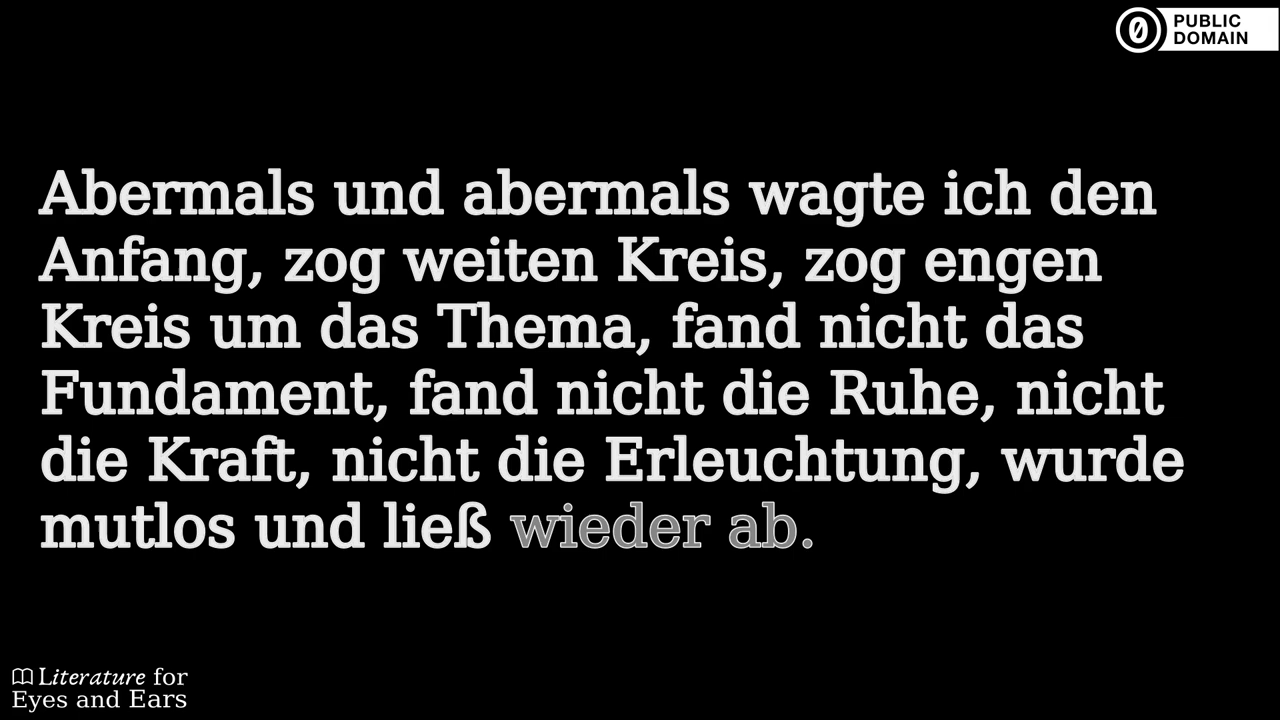 PUBLIC
DOMAIN
Abermals und abermals wagte ich den
Anfang, zog weiten Kreis, zog engen
Kreis um das Thema, fand nicht das
Fundament, fand nicht die Ruhe, nicht
die Kraft, nicht die Erleuchtung, wurde
mutlos und ließ wieder ab.
Literature for
Eyes and Ears